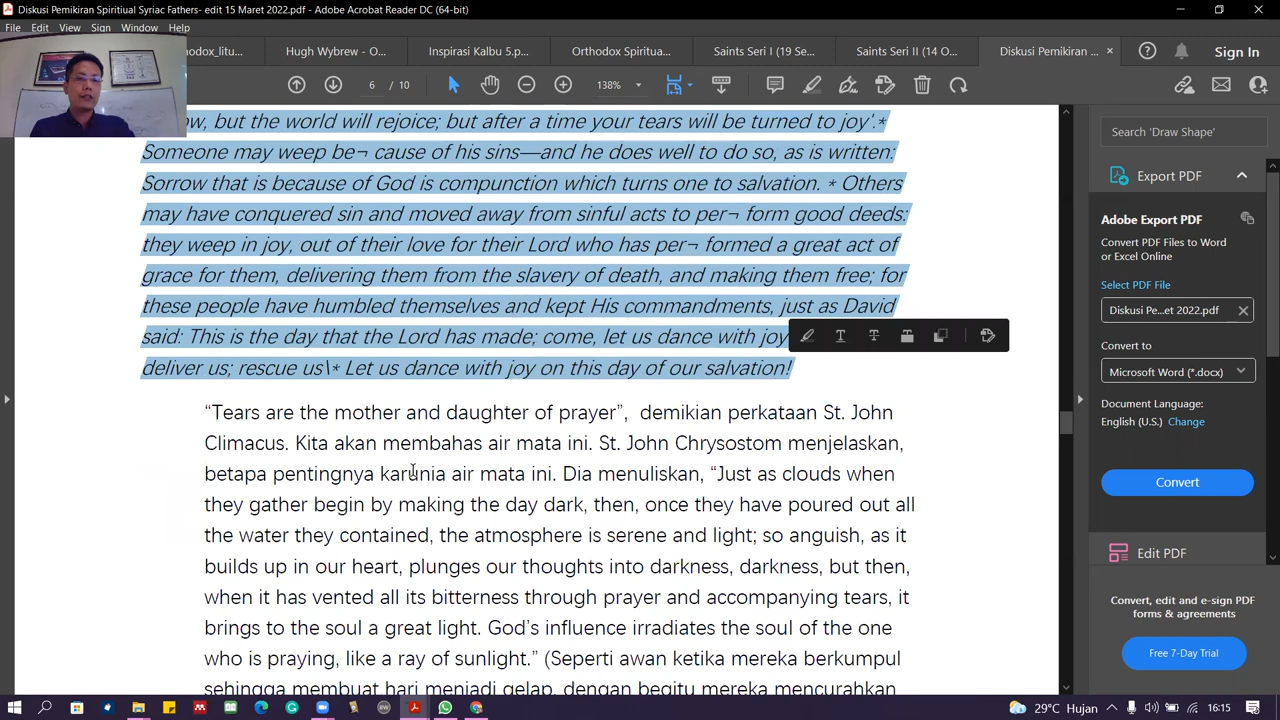 Diskusi Pemikiran Spiritual Syriac Fathers- edit 15 Maret 2022.pdf - Adobe Acrobat Reader DC (64-bit)
File Edit View Sign Window Help
odox_litu... Hugh Wybrew - O... Inspirasi Kalbu 5.p... Orthodox Spiritua... Saints Seri I (19 Se... Saints Seri II (14 O... Diskusi Pemikiran ... Sign In
6 / 10 138%
ow, but the world will rejoice; but after a time your tears will be turned to joy'.*
Someone may weep be¬ cause of his sins—and he does well to do so, as is written:
Sorrow that is because of God is compunction which turns one to salvation. * Others
may have conquered sin and moved away from sinful acts to per¬ form good deeds:
they weep in joy, out of their love for their Lord who has per¬ formed a great act of
grace for them, delivering them from the slavery of death, and making them free; for
these people have humbled themselves and kept His commandments, just as David
said: This is the day that the Lord has made; come, let us dance with joy
deliver us; rescue us\* Let us dance with joy on this day of our salvation!
“Tears are the mother and daughter of prayer”, demikian perkataan St. John
Climacus. Kita akan membahas air mata ini. St. John Chrysostom menjelaskan,
betapa pentingnya karunia air mata ini. Dia menuliskan, “Just as clouds when
they gather begin by making the day dark, then, once they have poured out all
the water they contained, the atmosphere is serene and light; so anguish, as it
builds up in our heart, plunges our thoughts into darkness, darkness, but then,
when it has vented all its bitterness through prayer and accompanying tears, it
brings to the soul a great light. God’s influence irradiates the soul of the one
who is praying, like a ray of sunlight.” (Seperti awan ketika mereka berkumpul
sehingga membuat hari menjadi gelap, dengan begitu mereka mencurahkan
Search 'Draw Shape'
Export PDF
Adobe Export PDF
Convert PDF Files to Word
or Excel Online
Select PDF File
Diskusi Pe...et 2022.pdf
Convert to
Microsoft Word (*.docx)
Document Language:
English (U.S.) Change
Convert
Edit PDF
Convert, edit and e-sign PDF
forms & agreements
Free 7-Day Trial
29°C Hujan 16:15